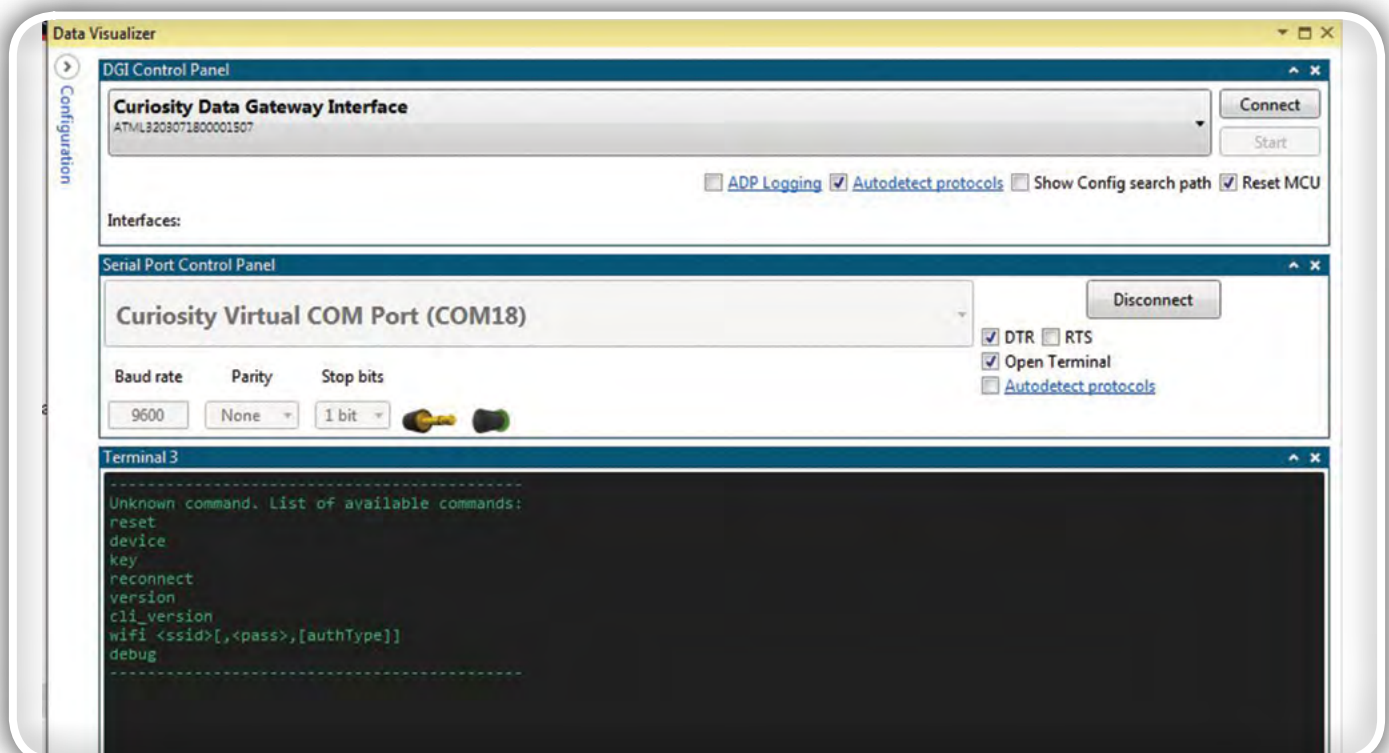 Data Visualizer
Configuration
DGI Control Panel
Curiosity Data Gateway Interface
ATML3203071800001507
Connect
Start
ADP Logging Autodetect protocols Show Config search path Reset MCU
Interfaces:
Serial Port Control Panel
Curiosity Virtual COM Port (COM18)
Disconnect
DTR RTS
Open Terminal
Autodetect protocols
Baud rate Parity Stop bits
9600 None 1 bit
Terminal 3
--------------------------------------------
Unknown command. List of available commands:
reset
device
key
reconnect
version
cli_version
wifi <ssid>[,<pass>,[authType]]
debug
--------------------------------------------